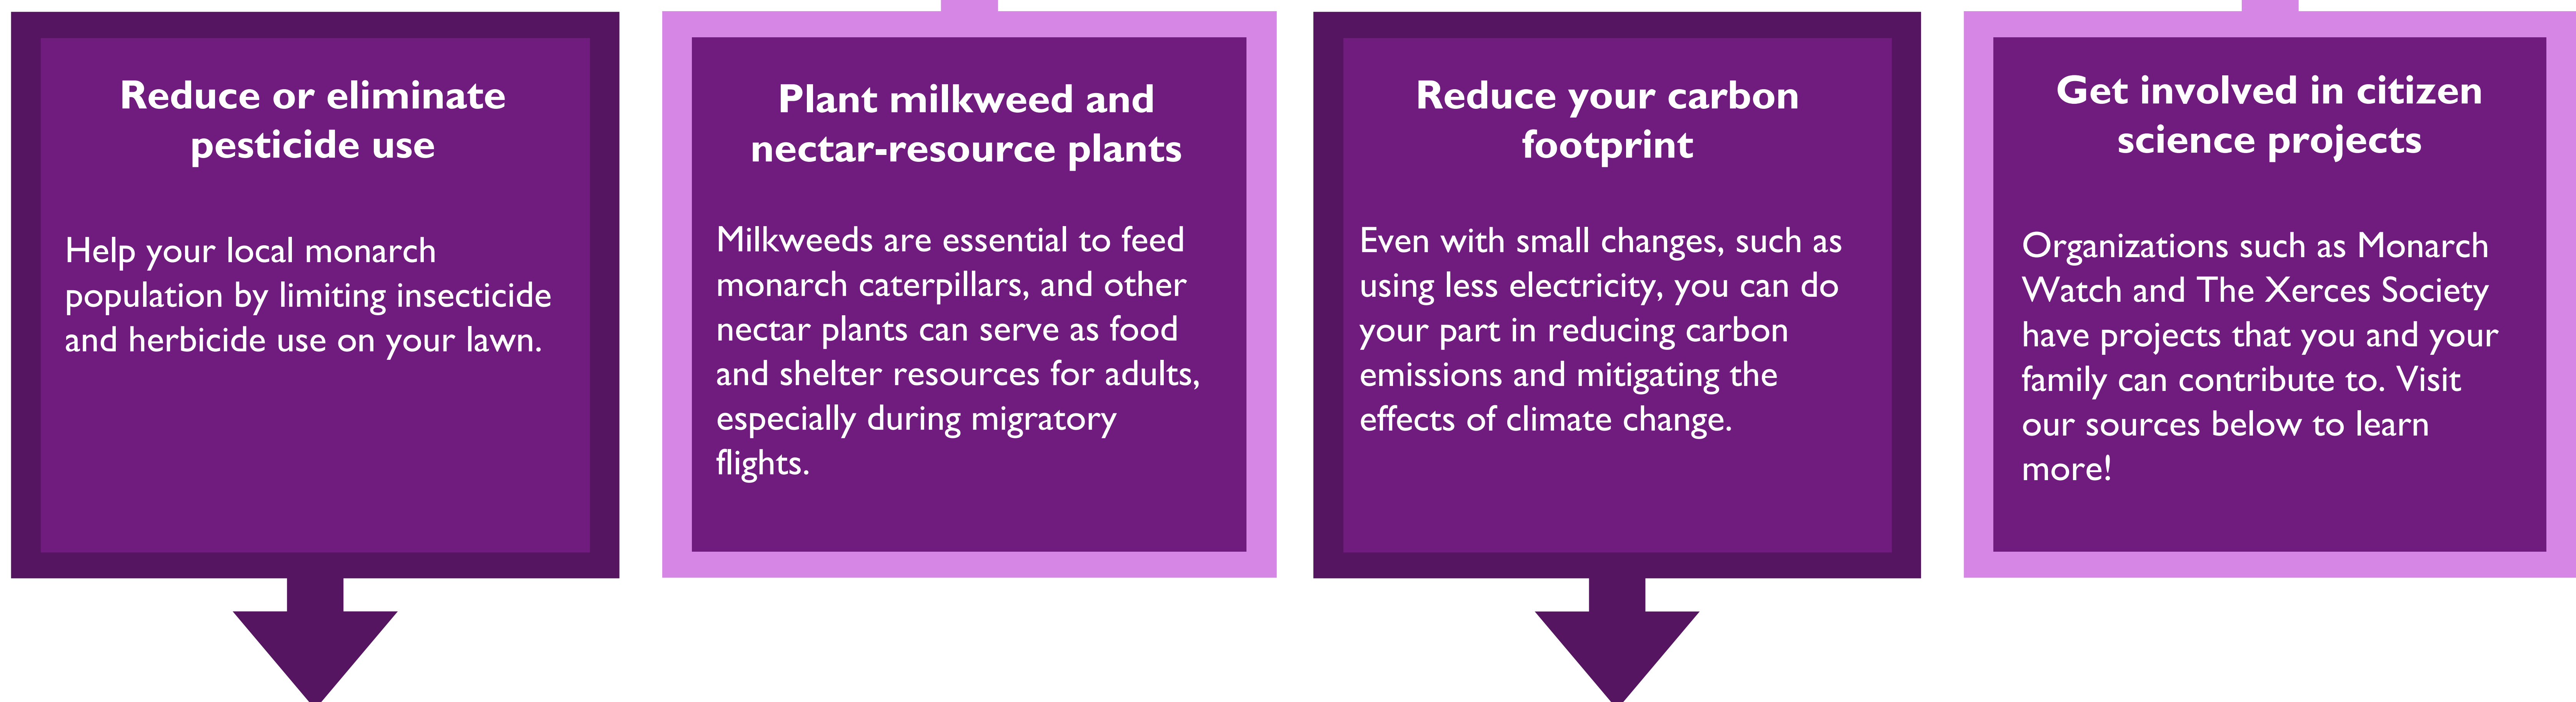 Reduce or eliminate
pesticide use
Help your local monarch
population by limiting insecticide
and herbicide use on your lawn.
Plant milkweed and
nectar-resource plants
Milkweeds are essential to feed
monarch caterpillars, and other
nectar plants can serve as food
and shelter resources for adults,
especially during migratory
flights.
Reduce your carbon
footprint
Even with small changes, such as
using less electricity, you can do
your part in reducing carbon
emissions and mitigating the
effects of climate change.
Get involved in citizen
science projects
Organizations such as Monarch
Watch and The Xerces Society
have projects that you and your
family can contribute to. Visit
our sources below to learn
more!